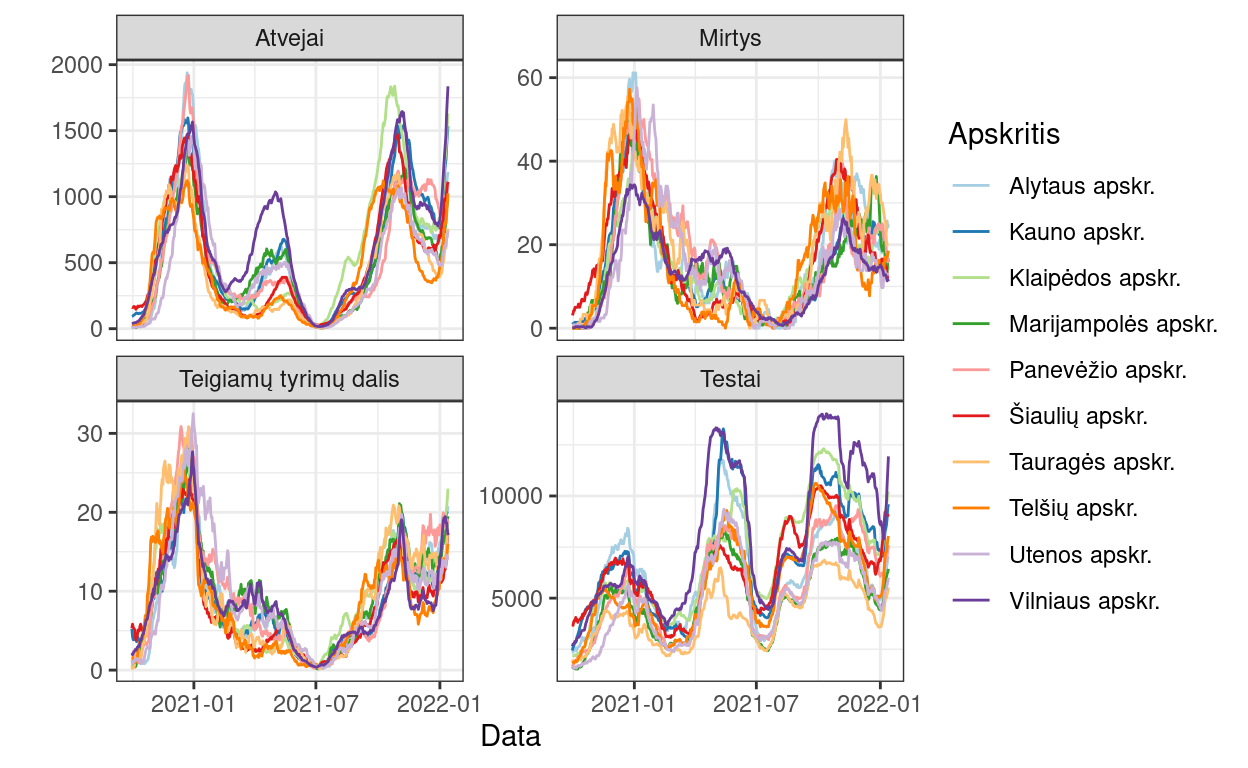 Atvejai
Mirtys
2000
1500
1000
500
0
60
40
20
0
Teigiamų tyrimų dalis
Testai
30
20
10
0
10000
5000
2021-01
2021-07
2022-01
2021-01
2021-07
2022-01
Data
Apskritis
Alytaus apskr.
Kauno apskr.
Klaipėdos apskr.
Marijampolės apskr.
Panevėžio apskr.
Šiaulių apskr.
Tauragės apskr.
Telšių apskr.
Utenos apskr.
Vilniaus apskr.